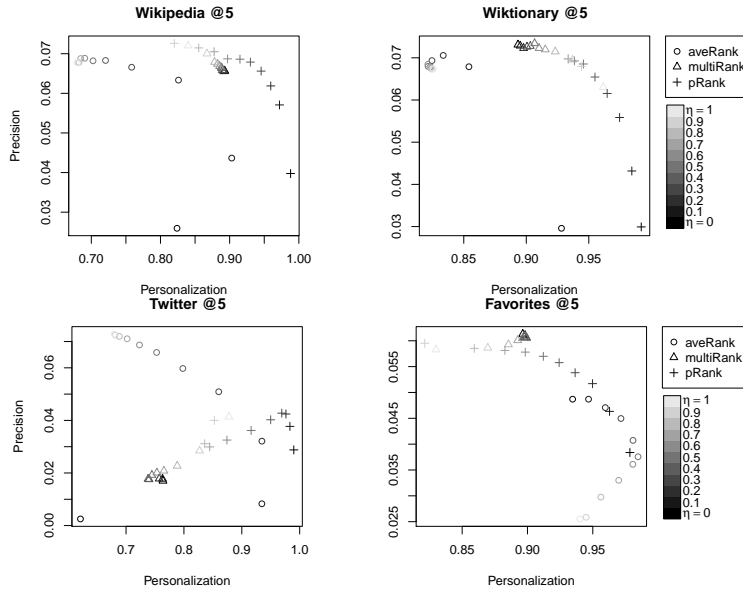 Wikipedia @5
Precision
0.03 0.04 0.05 0.06 0.07
0.70 0.80 0.90 1.00
Personalization
Wiktionary @5
0.03 0.04 0.05 0.06 0.07
0.80 0.85 0.90 0.95
Personalization
aveRank
multiRank
pRank
η = 1
0.9
0.8
0.7
0.6
0.5
0.4
0.3
0.2
0.1
η = 0
Twitter @5
Precision
0.00 0.02 0.04 0.06
0.7 0.8 0.9 1.0
Personalization
Favorites @5
0.025 0.035 0.045 0.055
0.85 0.90 0.95
Personalization
aveRank
multiRank
pRank
η = 1
0.9
0.8
0.7
0.6
0.5
0.4
0.3
0.2
0.1
η = 0